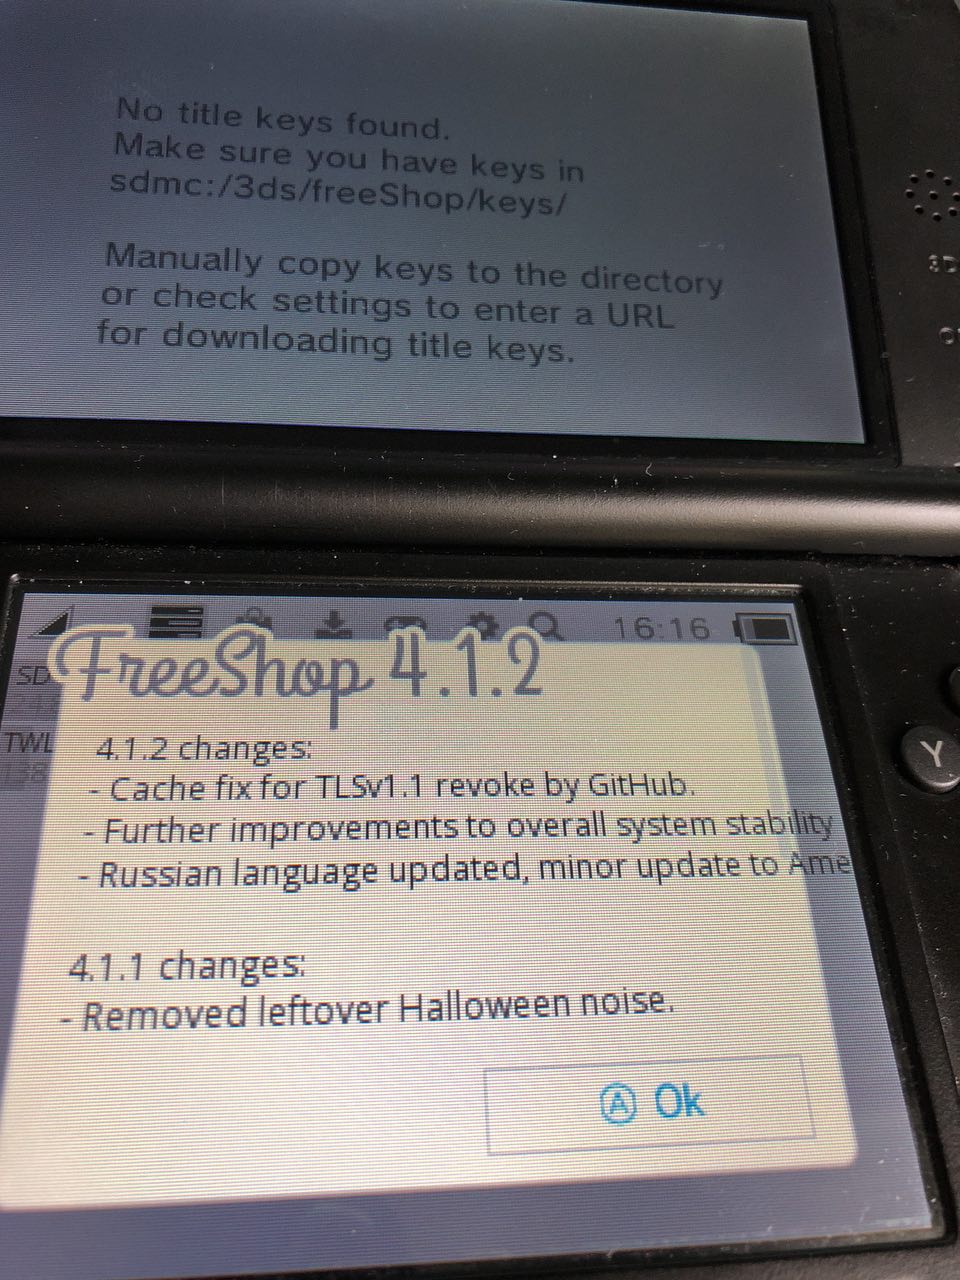 No title keys found.
Make sure you have keys in
sdmc:/3ds/freeShop/keys/
Manually copy keys to the directory
or check settings to enter a URL
for downloading title keys.
3D
16:16
FreeShop 4.1.2
SD
TWL
4.1.2 changes:
- Cache fix for TLSv1.1 revoke by GitHub.
- Further improvements to overall system stability
- Russian language updated, minor update to Ame
Y
4.1.1 changes:
- Removed leftover Halloween noise.
A Ok